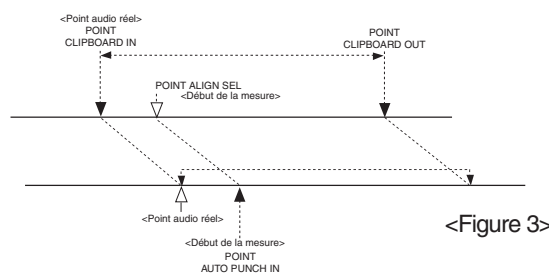 <Point audio réel>
POINT
CLIPBOARD IN
POINT
CLIPBOARD OUT
POINT ALIGN SEL
<Début de la mesure>
<Point audio réel>
<Début de la mesure>
POINT
AUTO PUNCH IN
<Figure 3>